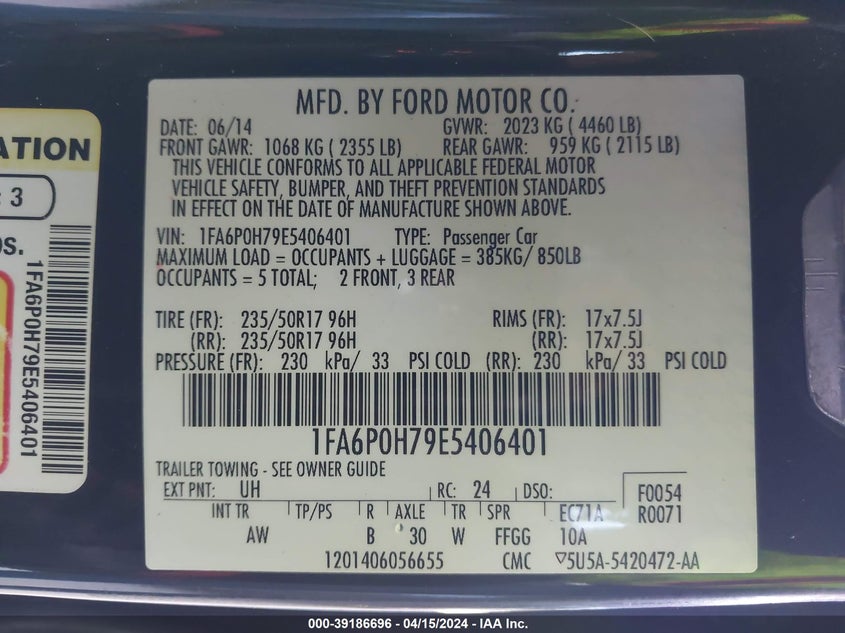 MFD. BY FORD MOTOR CO.
DATE: 06/14 GVWR: 2023 KG ( 4460 LB)
FRONT GAWR: 1068 KG ( 2355 LB) REAR GAWR: 959 KG ( 2115 LB)
THIS VEHICLE CONFORMS TO ALL APPLICABLE FEDERAL MOTOR
VEHICLE SAFETY, BUMPER, AND THEFT PREVENTION STANDARDS
IN EFFECT ON THE DATE OF MANUFACTURE SHOWN ABOVE.
VIN: 1FA6P0H79E5406401 TYPE: Passenger Car
MAXIMUM LOAD = OCCUPANTS + LUGGAGE = 385KG/ 850LB
OCCUPANTS = 5 TOTAL; 2 FRONT, 3 REAR
TIRE (FR): 235/50R17 96H RIMS (FR): 17x7.5J
(RR): 235/50R17 96H (RR): 17x7.5J
PRESSURE (FR): 230 kPa/ 33 PSI COLD (RR): 230 kPa/ 33 PSI COLD
1FA6P0H79E5406401
TRAILER TOWING - SEE OWNER GUIDE
EXT PNT: UH RC: 24 DSO: F0054
INT TR TP/PS R AXLE TR SPR EC71A R0071
AW B 30 W FFGG 10A
1201406056655 CMC ▽5U5A-5420472-AA
ATION
: 3
OS.
1FA6P0H79E5406401
000-39186696 - 04/15/2024 - IAA Inc.